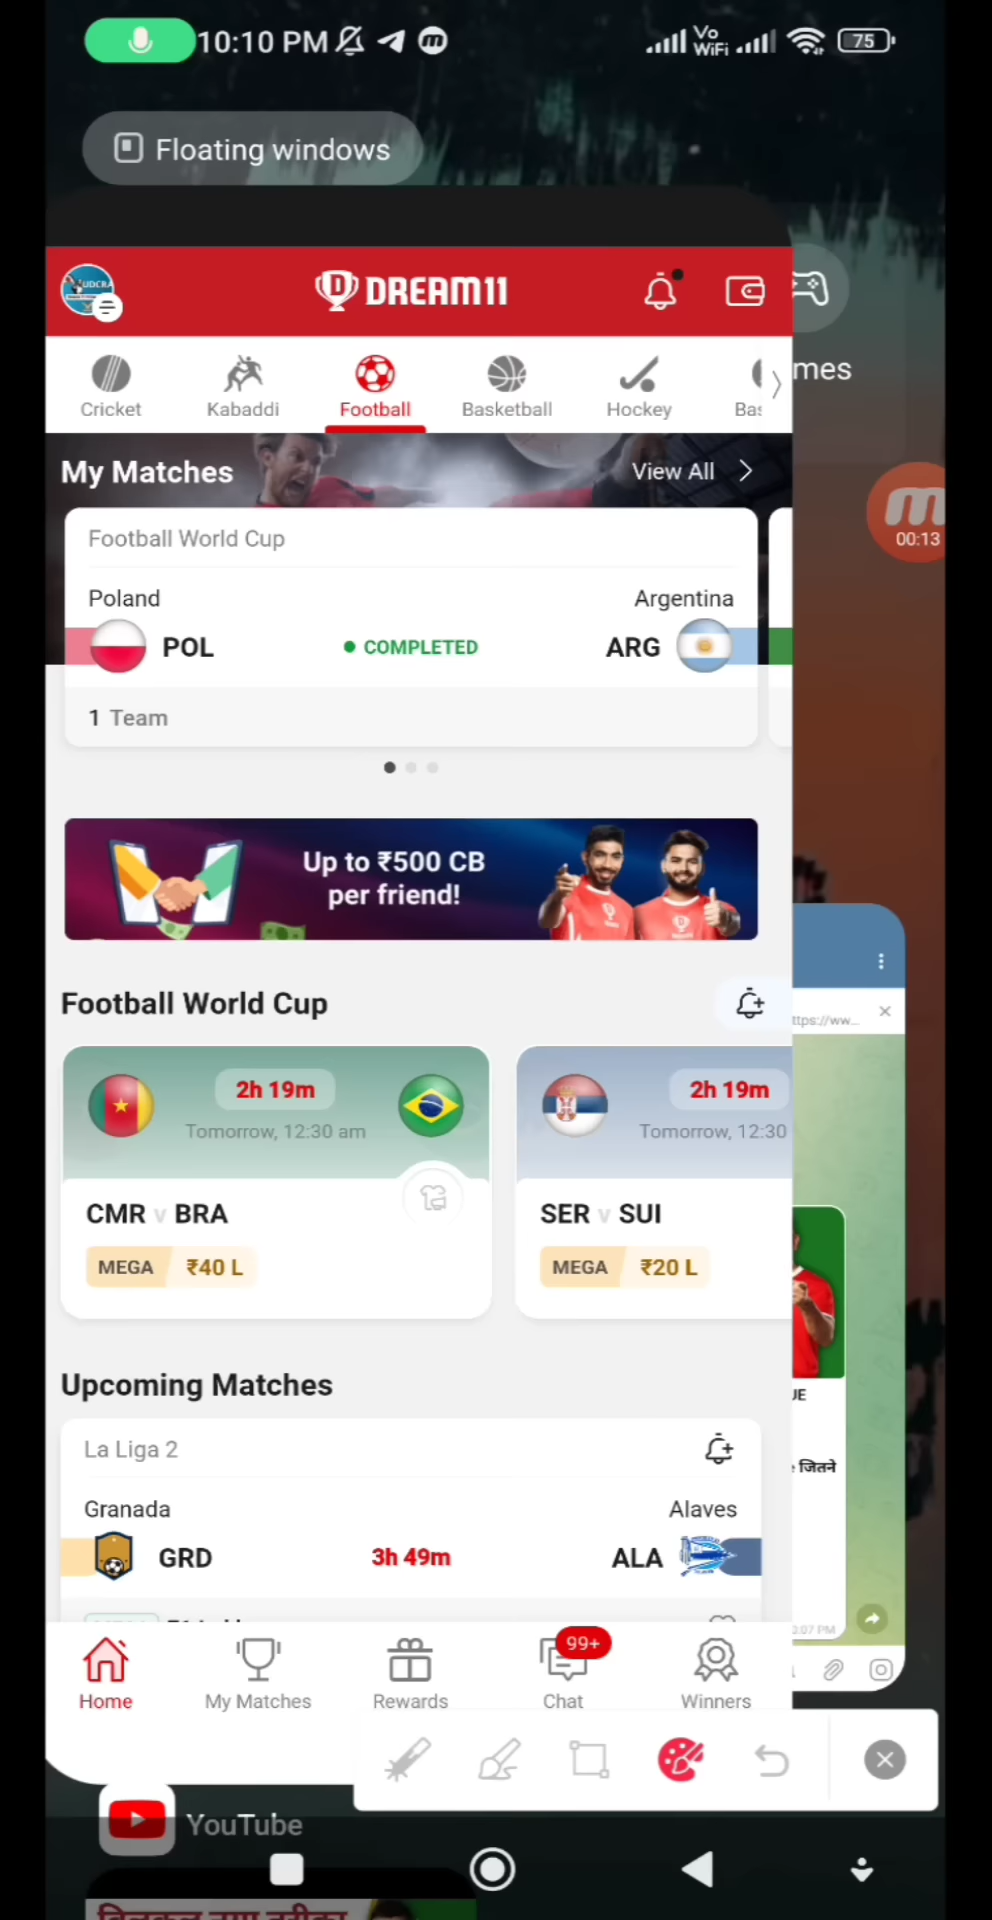 10:10 PM
Vo
WiFi
75
Floating windows
DREAM11
mes
Cricket
Kabaddi
Football
Basketball
Hockey
My Matches
View All
00:13
Football World Cup
Poland
Argentina
POL
COMPLETED
ARG
1 Team
Up to ₹500 CB
per friend!
Football World Cup
ttps://ww...
2h 19m
Tomorrow, 12:30 am
CMR v BRA
MEGA ₹40 L
2h 19m
Tomorrow, 12:30
SER v SUI
MEGA ₹20 L
Upcoming Matches
La Liga 2
Granada
Alaves
GRD
3h 49m
ALA
जितने
99+
Home
My Matches
Rewards
Chat
Winners
YouTube